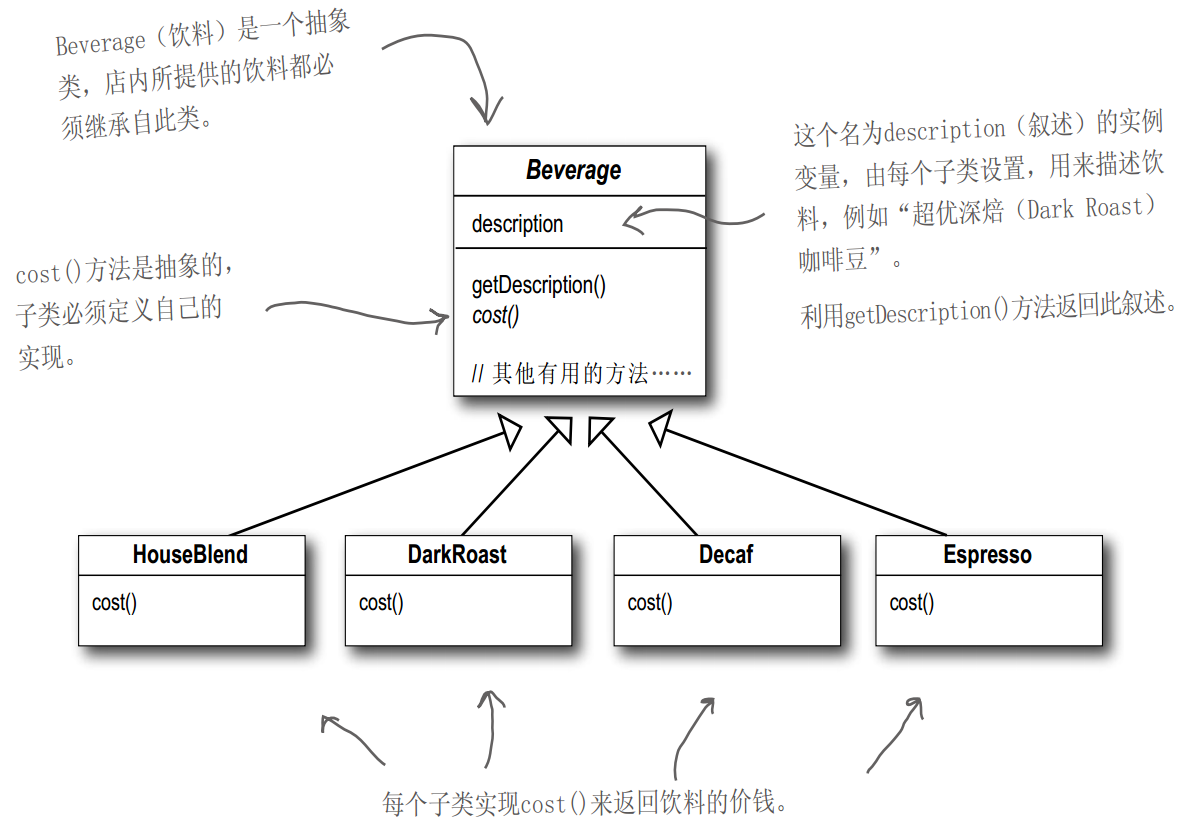 Beverage（饮料）是一个抽象
类，店内所提供的饮料都必
须继承自此类。
这个名为description（叙述）的实例
变量，由每个子类设置，用来描述饮
料，例如“超优深焙（Dark Roast）
咖啡豆”。
利用getDescription()方法返回此叙述。
cost()方法是抽象的，
子类必须定义自己的
实现。
Beverage
description
getDescription()
cost()
// 其他有用的方法……
HouseBlend
cost()
DarkRoast
cost()
Decaf
cost()
Espresso
cost()
每个子类实现cost()来返回饮料的价钱。